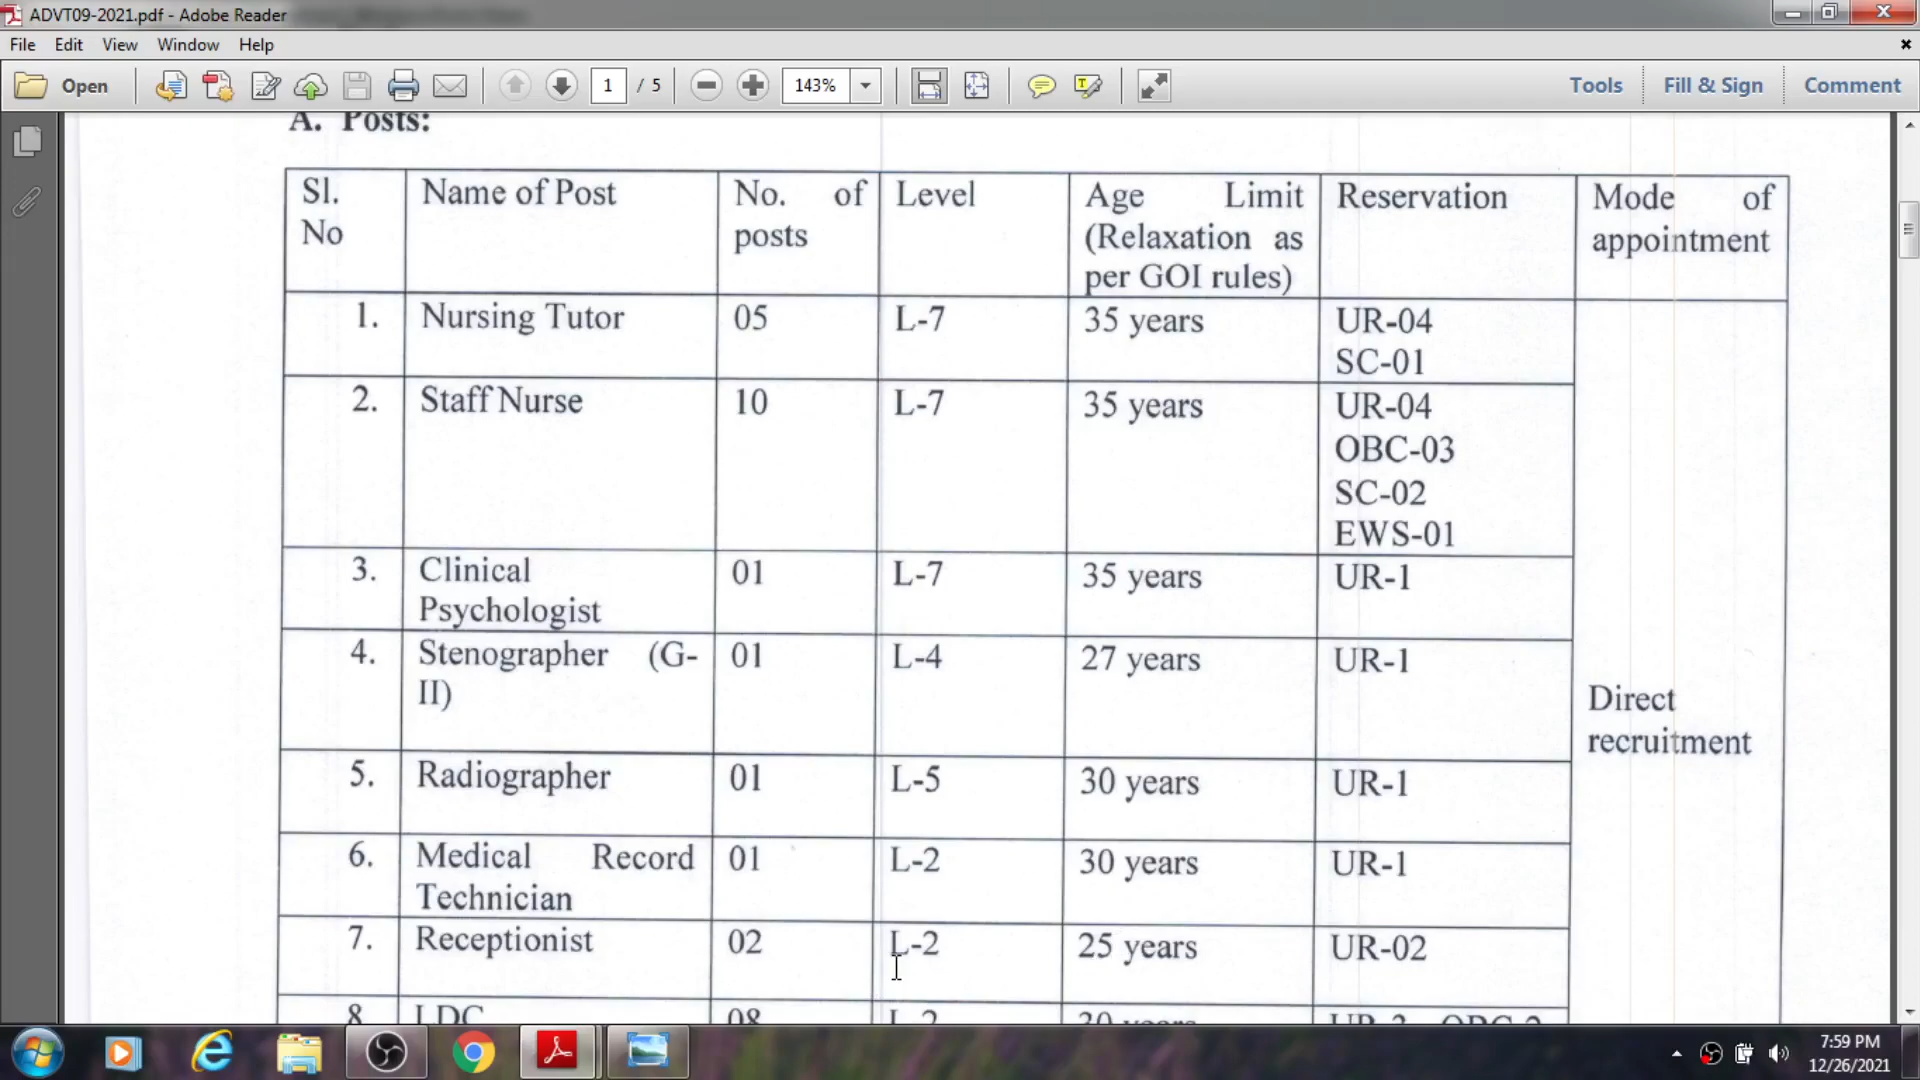 ADVT09-2021.pdf - Adobe Reader
File Edit View Window Help
Open 1 / 5 143% Tools Fill & Sign Comment
A. Posts:
Sl. No Name of Post No. of posts Level Age Limit (Relaxation as per GOI rules) Reservation Mode of appointment
1. Nursing Tutor 05 L-7 35 years UR-04
SC-01
2. Staff Nurse 10 L-7 35 years UR-04
OBC-03
SC-02
EWS-01
3. Clinical Psychologist 01 L-7 35 years UR-1
4. Stenographer (G-II) 01 L-4 27 years UR-1
Direct recruitment
5. Radiographer 01 L-5 30 years UR-1
6. Medical Record Technician 01 L-2 30 years UR-1
7. Receptionist 02 L-2 25 years UR-02
8. LDC 08 L-2 30 years
7:59 PM
12/26/2021